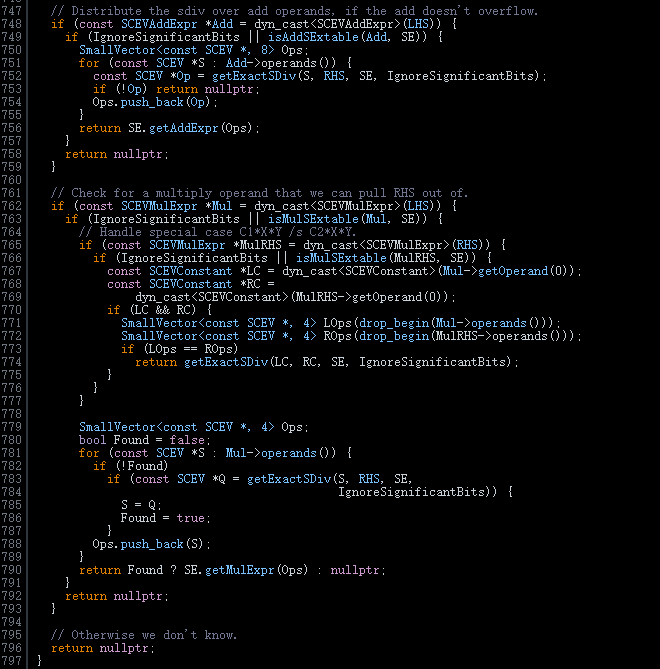 747 // Distribute the sdiv over add operands, if the add doesn't overflow.
748 if (const SCEVAddExpr *Add = dyn_cast<SCEVAddExpr>(LHS)) {
749 if (IgnoreSignificantBits || isAddSExtable(Add, SE)) {
750 SmallVector<const SCEV *, 8> Ops;
751 for (const SCEV *S : Add->operands()) {
752 const SCEV *Op = getExactSDiv(S, RHS, SE, IgnoreSignificantBits);
753 if (!Op) return nullptr;
754 Ops.push_back(Op);
755 }
756 return SE.getAddExpr(Ops);
757 }
758 return nullptr;
759 }
760
761 // Check for a multiply operand that we can pull RHS out of.
762 if (const SCEVMulExpr *Mul = dyn_cast<SCEVMulExpr>(LHS)) {
763 if (IgnoreSignificantBits || isMulSExtable(Mul, SE)) {
764 // Handle special case C1*X*Y /s C2*X*Y.
765 if (const SCEVMulExpr *MulRHS = dyn_cast<SCEVMulExpr>(RHS)) {
766 if (IgnoreSignificantBits || isMulSExtable(MulRHS, SE)) {
767 const SCEVConstant *LC = dyn_cast<SCEVConstant>(Mul->getOperand(0));
768 const SCEVConstant *RC =
769 dyn_cast<SCEVConstant>(MulRHS->getOperand(0));
770 if (LC && RC) {
771 SmallVector<const SCEV *, 4> LOps(drop_begin(Mul->operands()));
772 SmallVector<const SCEV *, 4> ROps(drop_begin(MulRHS->operands()));
773 if (LOps == ROps)
774 return getExactSDiv(LC, RC, SE, IgnoreSignificantBits);
775 }
776 }
777 }
778
779 SmallVector<const SCEV *, 4> Ops;
780 bool Found = false;
781 for (const SCEV *S : Mul->operands()) {
782 if (!Found)
783 if (const SCEV *Q = getExactSDiv(S, RHS, SE,
784 IgnoreSignificantBits)) {
785 S = Q;
786 Found = true;
787 }
788 Ops.push_back(S);
789 }
790 return Found ? SE.getMulExpr(Ops) : nullptr;
791 }
792 return nullptr;
793 }
794
795 // Otherwise we don't know.
796 return nullptr;
797 }